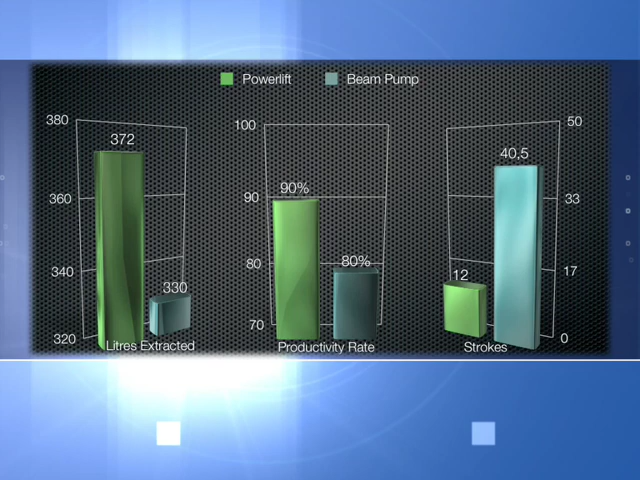 Powerlift Beam Pump
380 372 360 340 330 320 Litres Extracted
100 90% 90 80% 80 70 Productivity Rate
50 40,5 33 17 12 0 Strokes